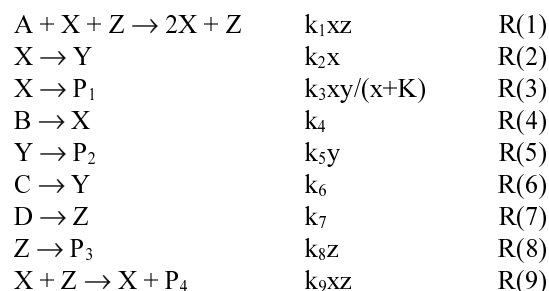 A + X + Z → 2X + Z k₁xz R(1)
X → Y k₂x R(2)
X → P₁ k₃xy/(x+K) R(3)
B → X k₄ R(4)
Y → P₂ k₅y R(5)
C → Y k₆ R(6)
D → Z k₇ R(7)
Z → P₃ k₈z R(8)
X + Z → X + P₄ k₉xz R(9)